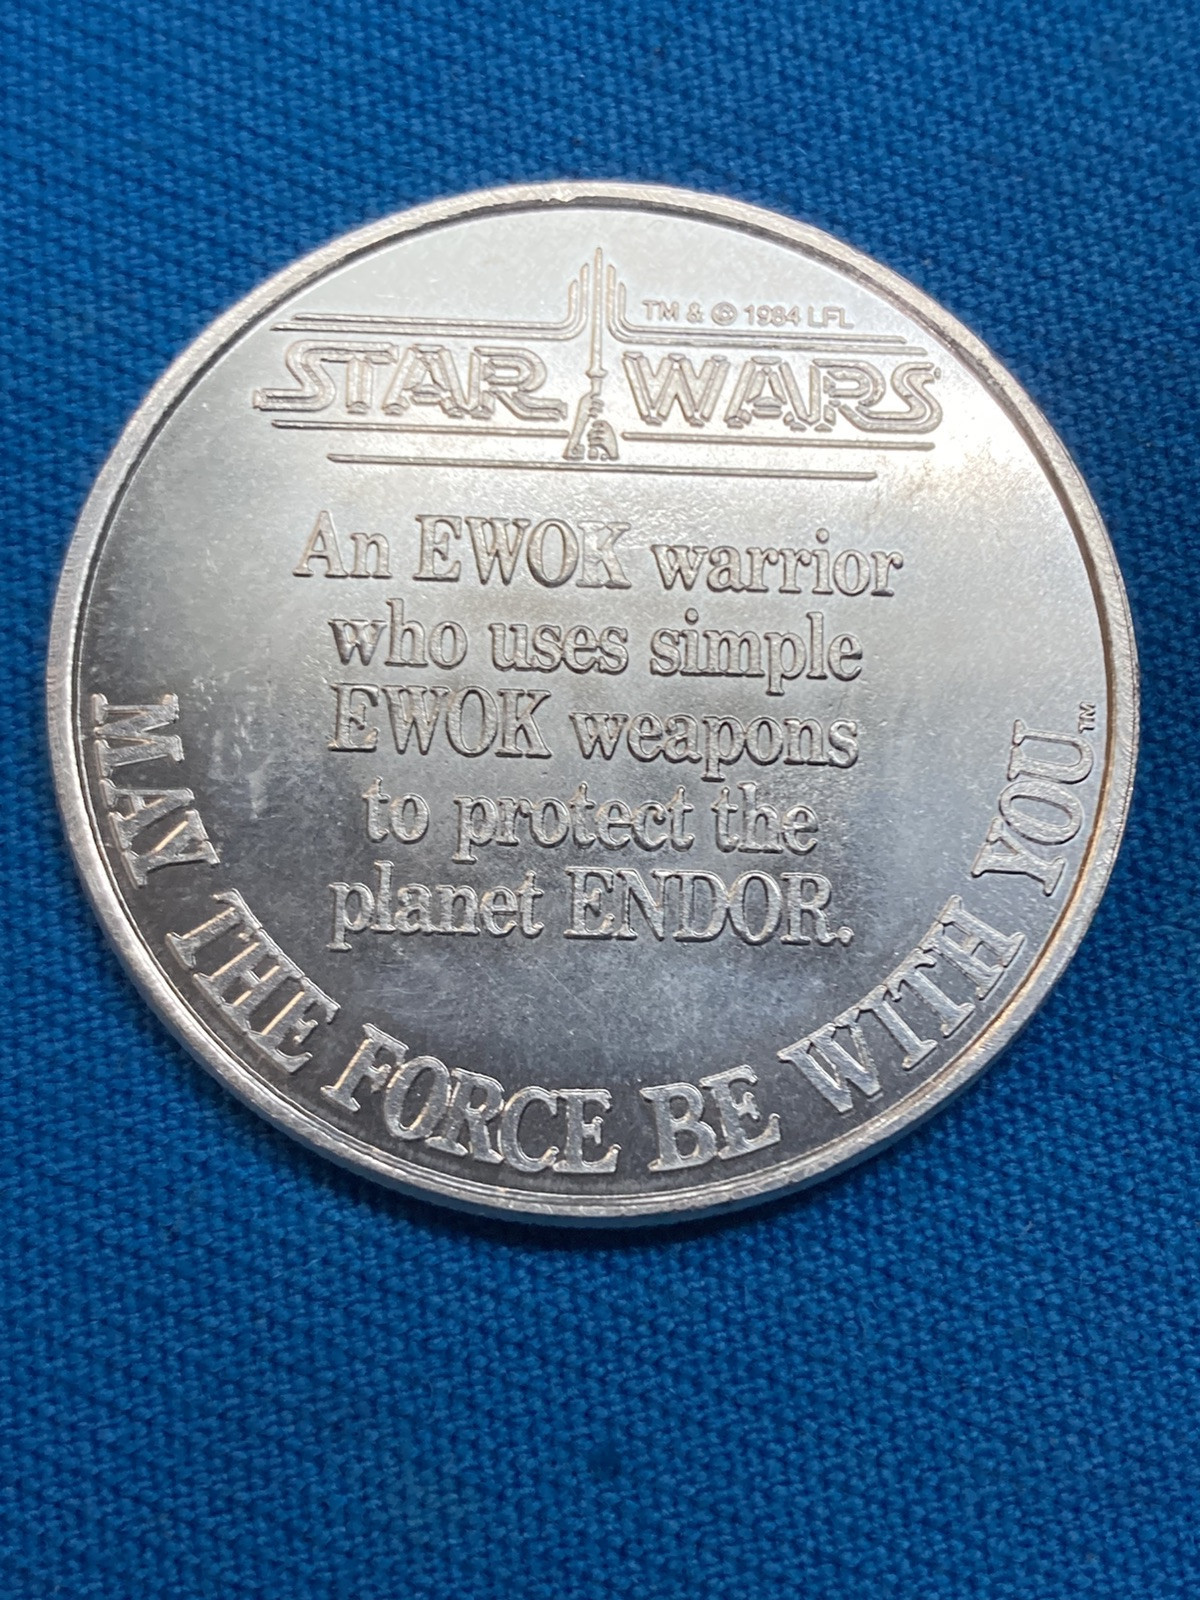 TM & © 1984 LFL
STAR WARS
An EWOK warrior
who uses simple
EWOK weapons
to protect the
planet ENDOR.
MAY THE FORCE BE WITH YOU™